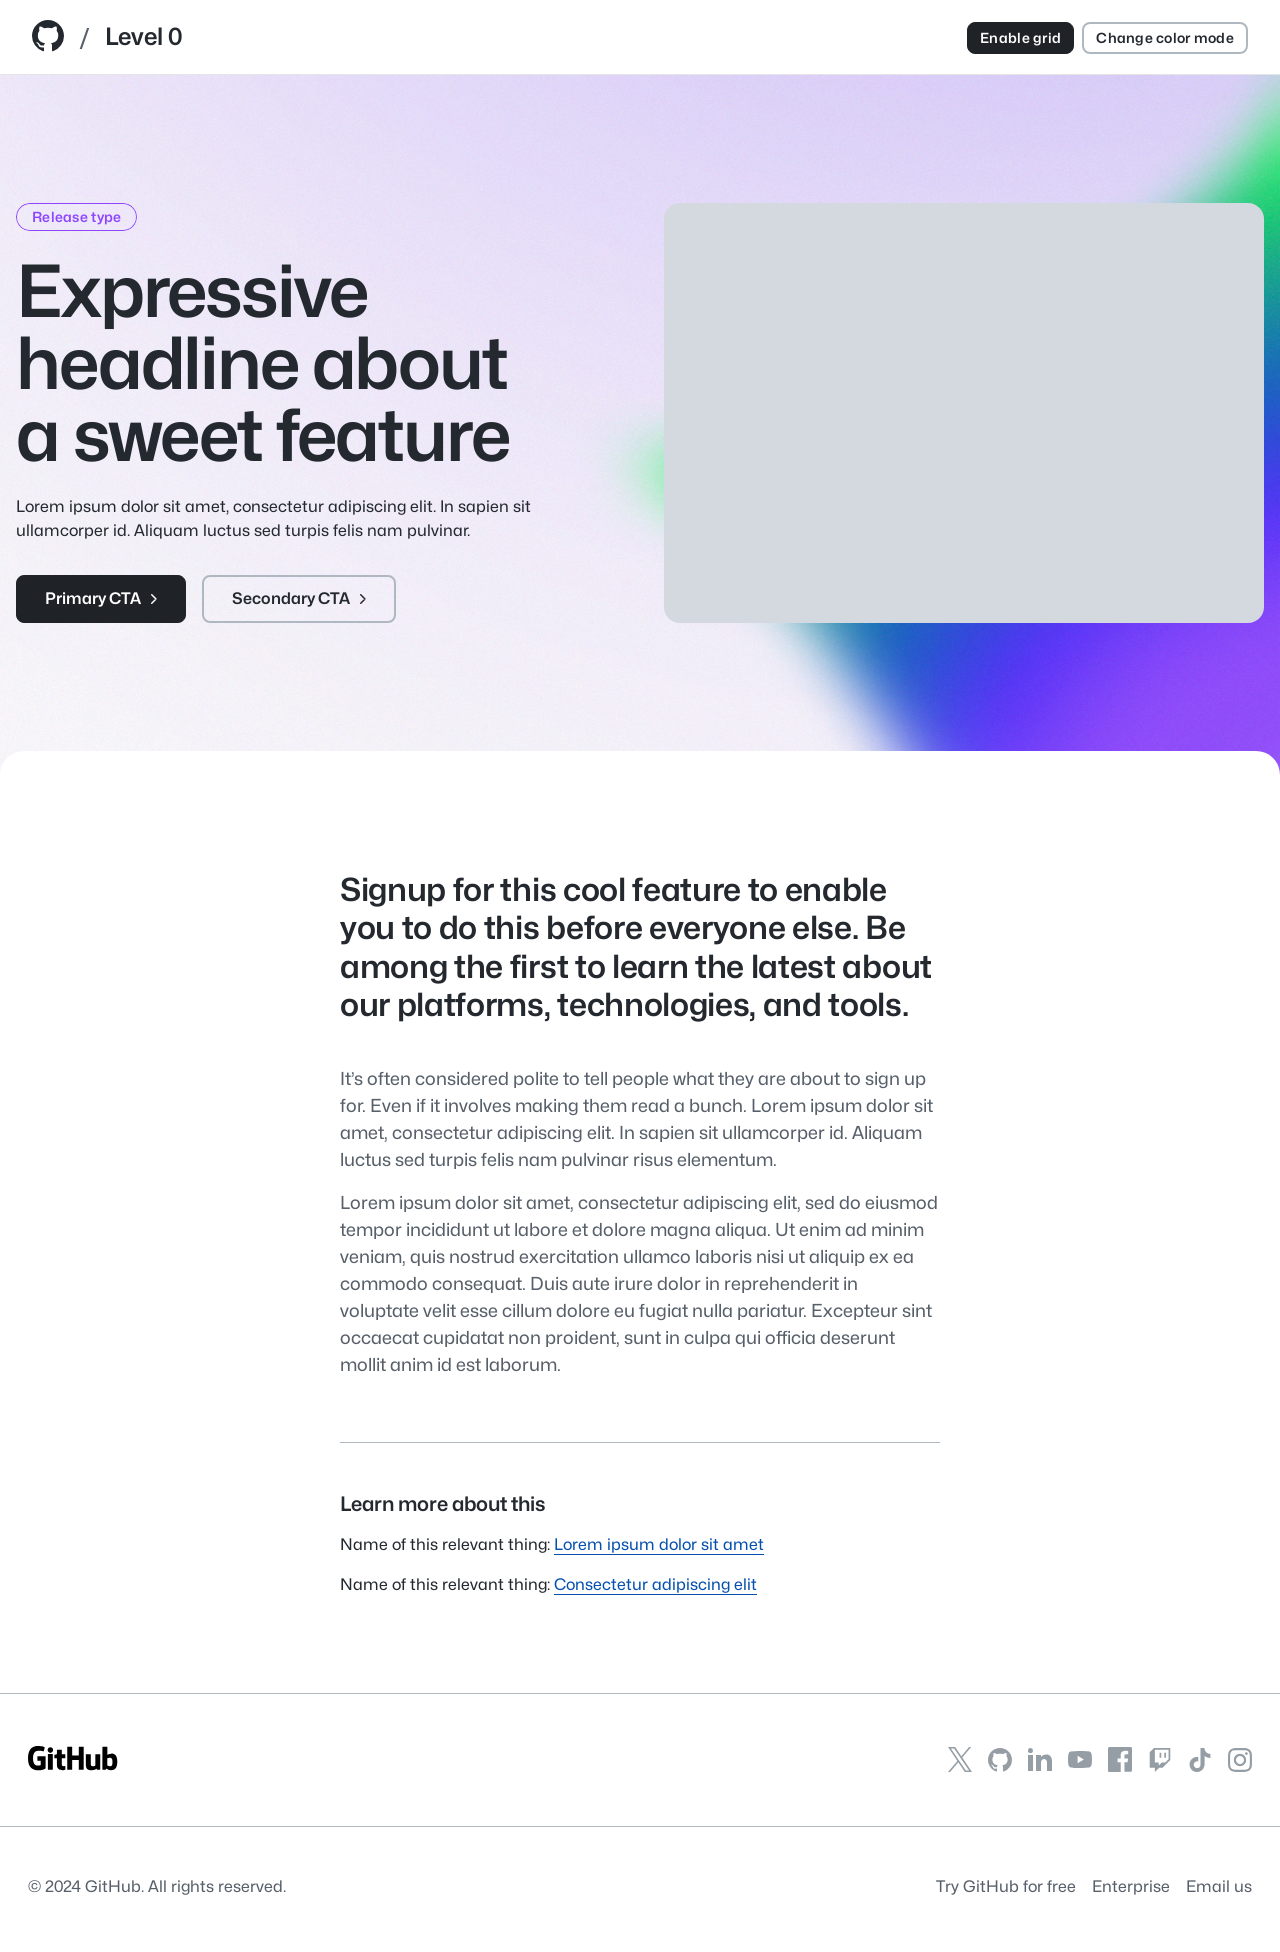 / Level 0
Enable grid
Change color mode
Release type
Expressive
headline about
a sweet feature
Lorem ipsum dolor sit amet, consectetur adipiscing elit. In sapien sit
ullamcorper id. Aliquam luctus sed turpis felis nam pulvinar.
Primary CTA
Secondary CTA
Signup for this cool feature to enable
you to do this before everyone else. Be
among the first to learn the latest about
our platforms, technologies, and tools.
It’s often considered polite to tell people what they are about to sign up
for. Even if it involves making them read a bunch. Lorem ipsum dolor sit
amet, consectetur adipiscing elit. In sapien sit ullamcorper id. Aliquam
luctus sed turpis felis nam pulvinar risus elementum.
Lorem ipsum dolor sit amet, consectetur adipiscing elit, sed do eiusmod
tempor incididunt ut labore et dolore magna aliqua. Ut enim ad minim
veniam, quis nostrud exercitation ullamco laboris nisi ut aliquip ex ea
commodo consequat. Duis aute irure dolor in reprehenderit in
voluptate velit esse cillum dolore eu fugiat nulla pariatur. Excepteur sint
occaecat cupidatat non proident, sunt in culpa qui officia deserunt
mollit anim id est laborum.
Learn more about this
Name of this relevant thing: Lorem ipsum dolor sit amet
Name of this relevant thing: Consectetur adipiscing elit
GitHub
© 2024 GitHub. All rights reserved.
Try GitHub for free
Enterprise
Email us